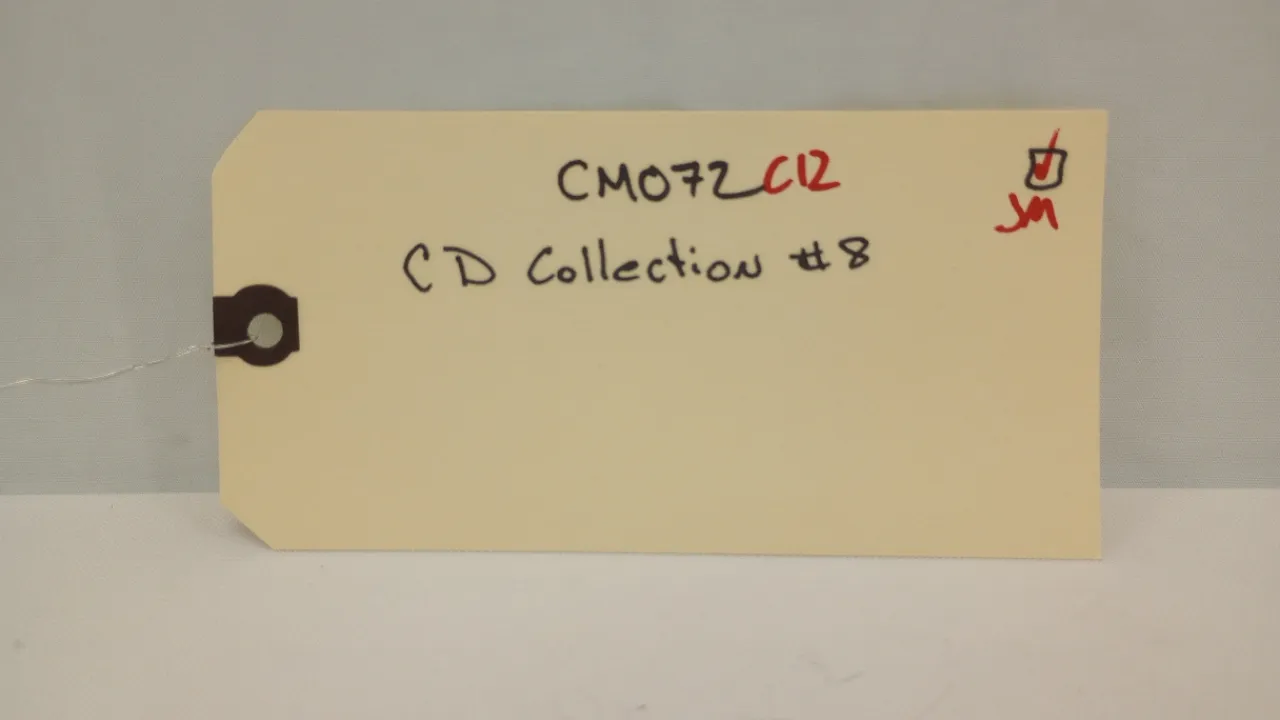 CM072C12
☑
JM
CD Collection #8